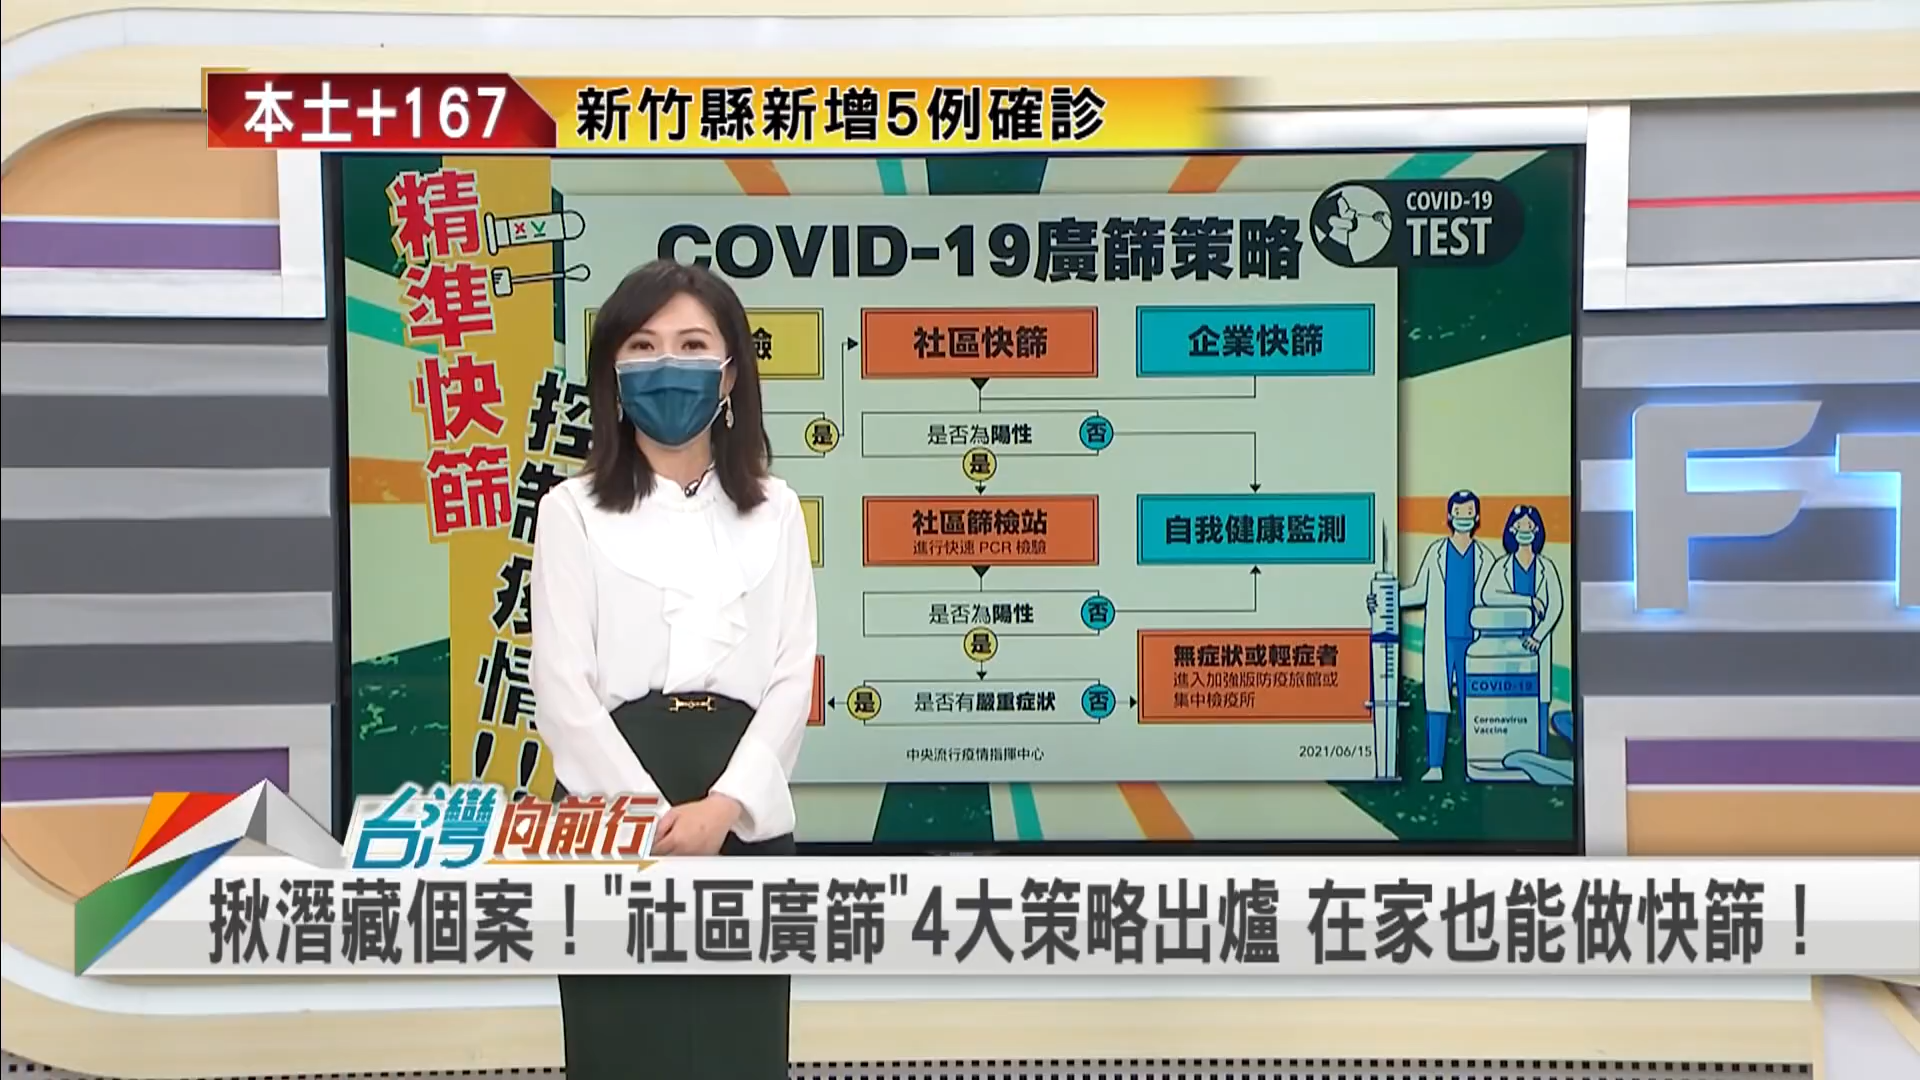 本土+167
新竹縣新增5例確診
精準快篩
控制疫情!!
COVID-19廣篩策略
COVID-19
TEST
社區快篩
企業快篩
是
是否為陽性
否
是
社區篩檢站
進行快速 PCR 檢驗
自我健康監測
是否為陽性
否
是
無症狀或輕症者
進入加強版防疫旅館或
集中檢疫所
是
是否有嚴重症狀
否
中央流行疫情指揮中心
2021/06/15
COVID-19
Coronavirus
Vaccine
台灣向前行
揪潛藏個案！"社區廣篩"4大策略出爐 在家也能做快篩！